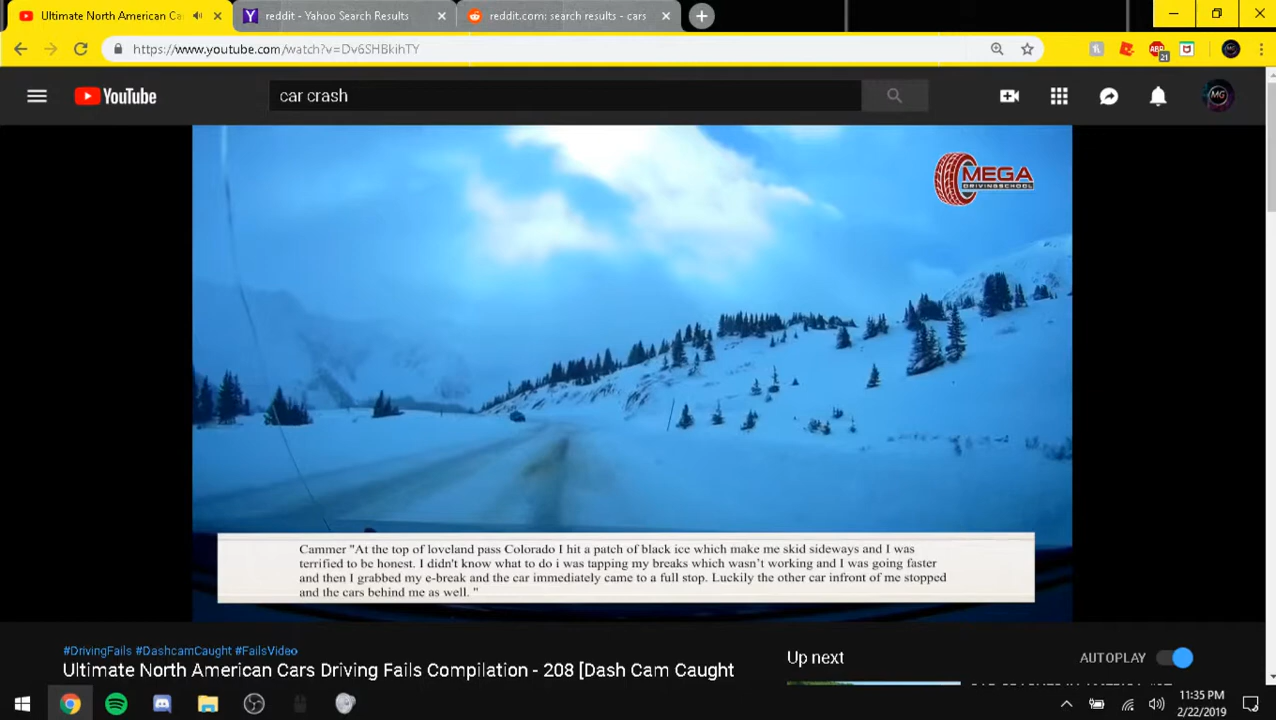 Ultimate North American Ca
reddit - Yahoo Search Results
reddit.com: search results - cars
https://www.youtube.com/watch?v=Dv6SHBkihTY
ABP
21
MG
YouTube
car crash
MG
MEGA
DRIVINGSCHOOL
Cammer "At the top of loveland pass Colorado I hit a patch of black ice which make me skid sideways and I was
terrified to be honest. I didn't know what to do i was tapping my breaks which wasn't working and I was going faster
and then I grabbed my e-break and the car immediately came to a full stop. Luckily the other car infront of me stopped
and the cars behind me as well. "
#DrivingFails #DashcamCaught #FailsVideo
Ultimate North American Cars Driving Fails Compilation - 208 [Dash Cam Caught
Up next
AUTOPLAY
11:35 PM
2/22/2019